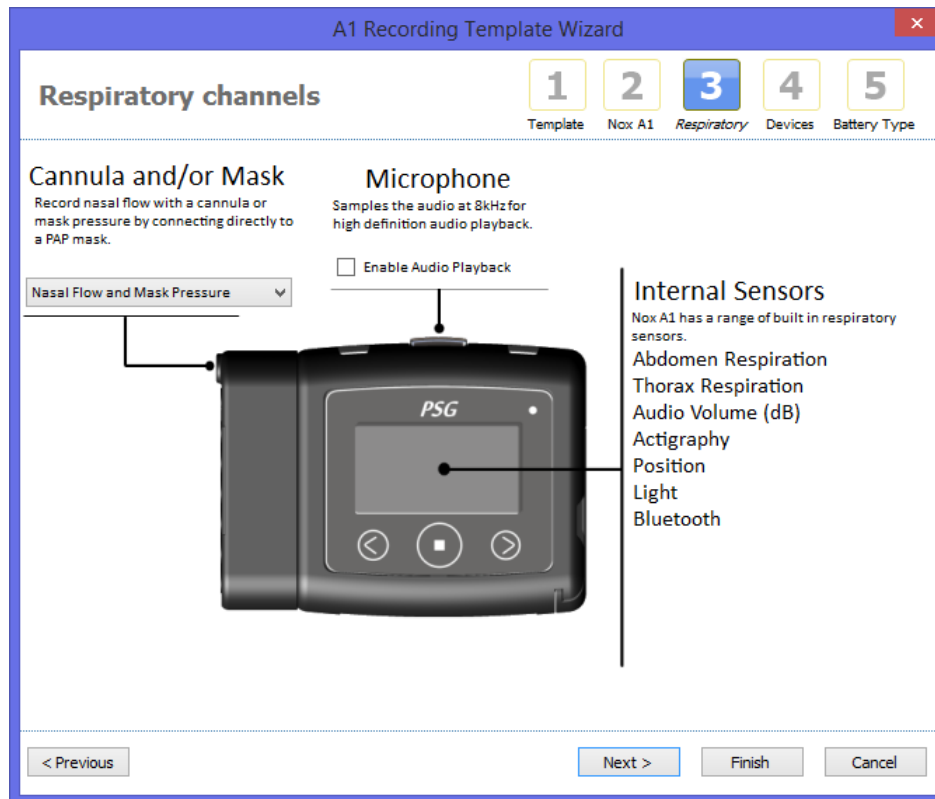 A1 Recording Template Wizard
Respiratory channels
1
2
3
4
5
Template
Nox A1
Respiratory
Devices
Battery Type
Cannula and/or Mask
Record nasal flow with a cannula or
mask pressure by connecting directly to
a PAP mask.
Nasal Flow and Mask Pressure
Microphone
Samples the audio at 8kHz for
high definition audio playback.
Enable Audio Playback
Internal Sensors
Nox A1 has a range of built in respiratory
sensors.
Abdomen Respiration
Thorax Respiration
Audio Volume (dB)
Actigraphy
Position
Light
Bluetooth
PSG
< Previous
Next >
Finish
Cancel